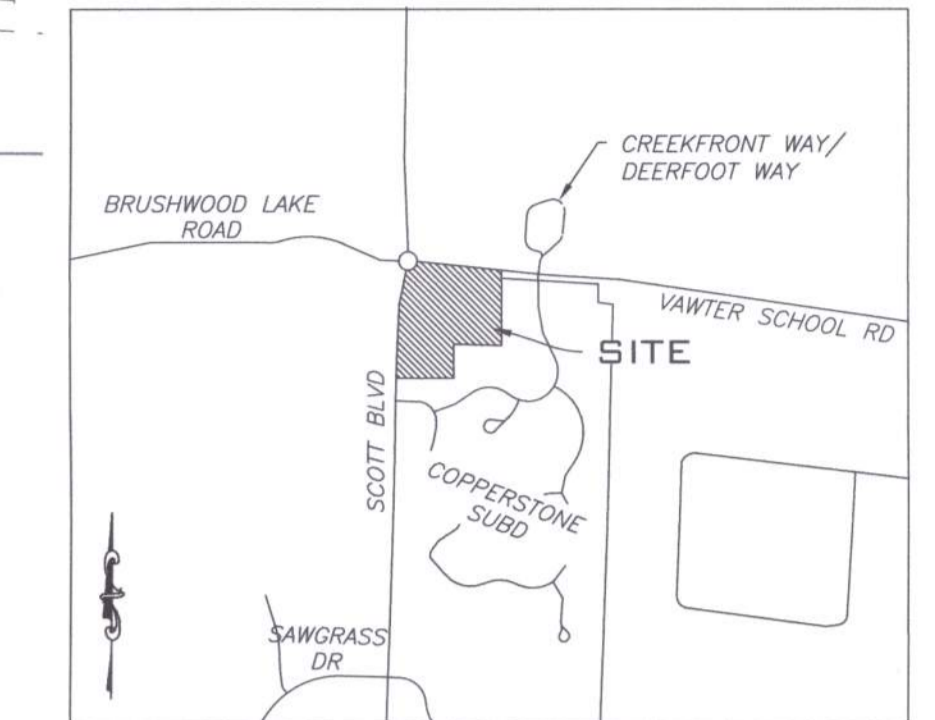 CREEKFRONT WAY/
DEERFOOT WAY
BRUSHWOOD LAKE
ROAD
VAWTER SCHOOL RD
SITE
SCOTT BLVD
COPPERSTONE
SUBD
SAWGRASS
DR